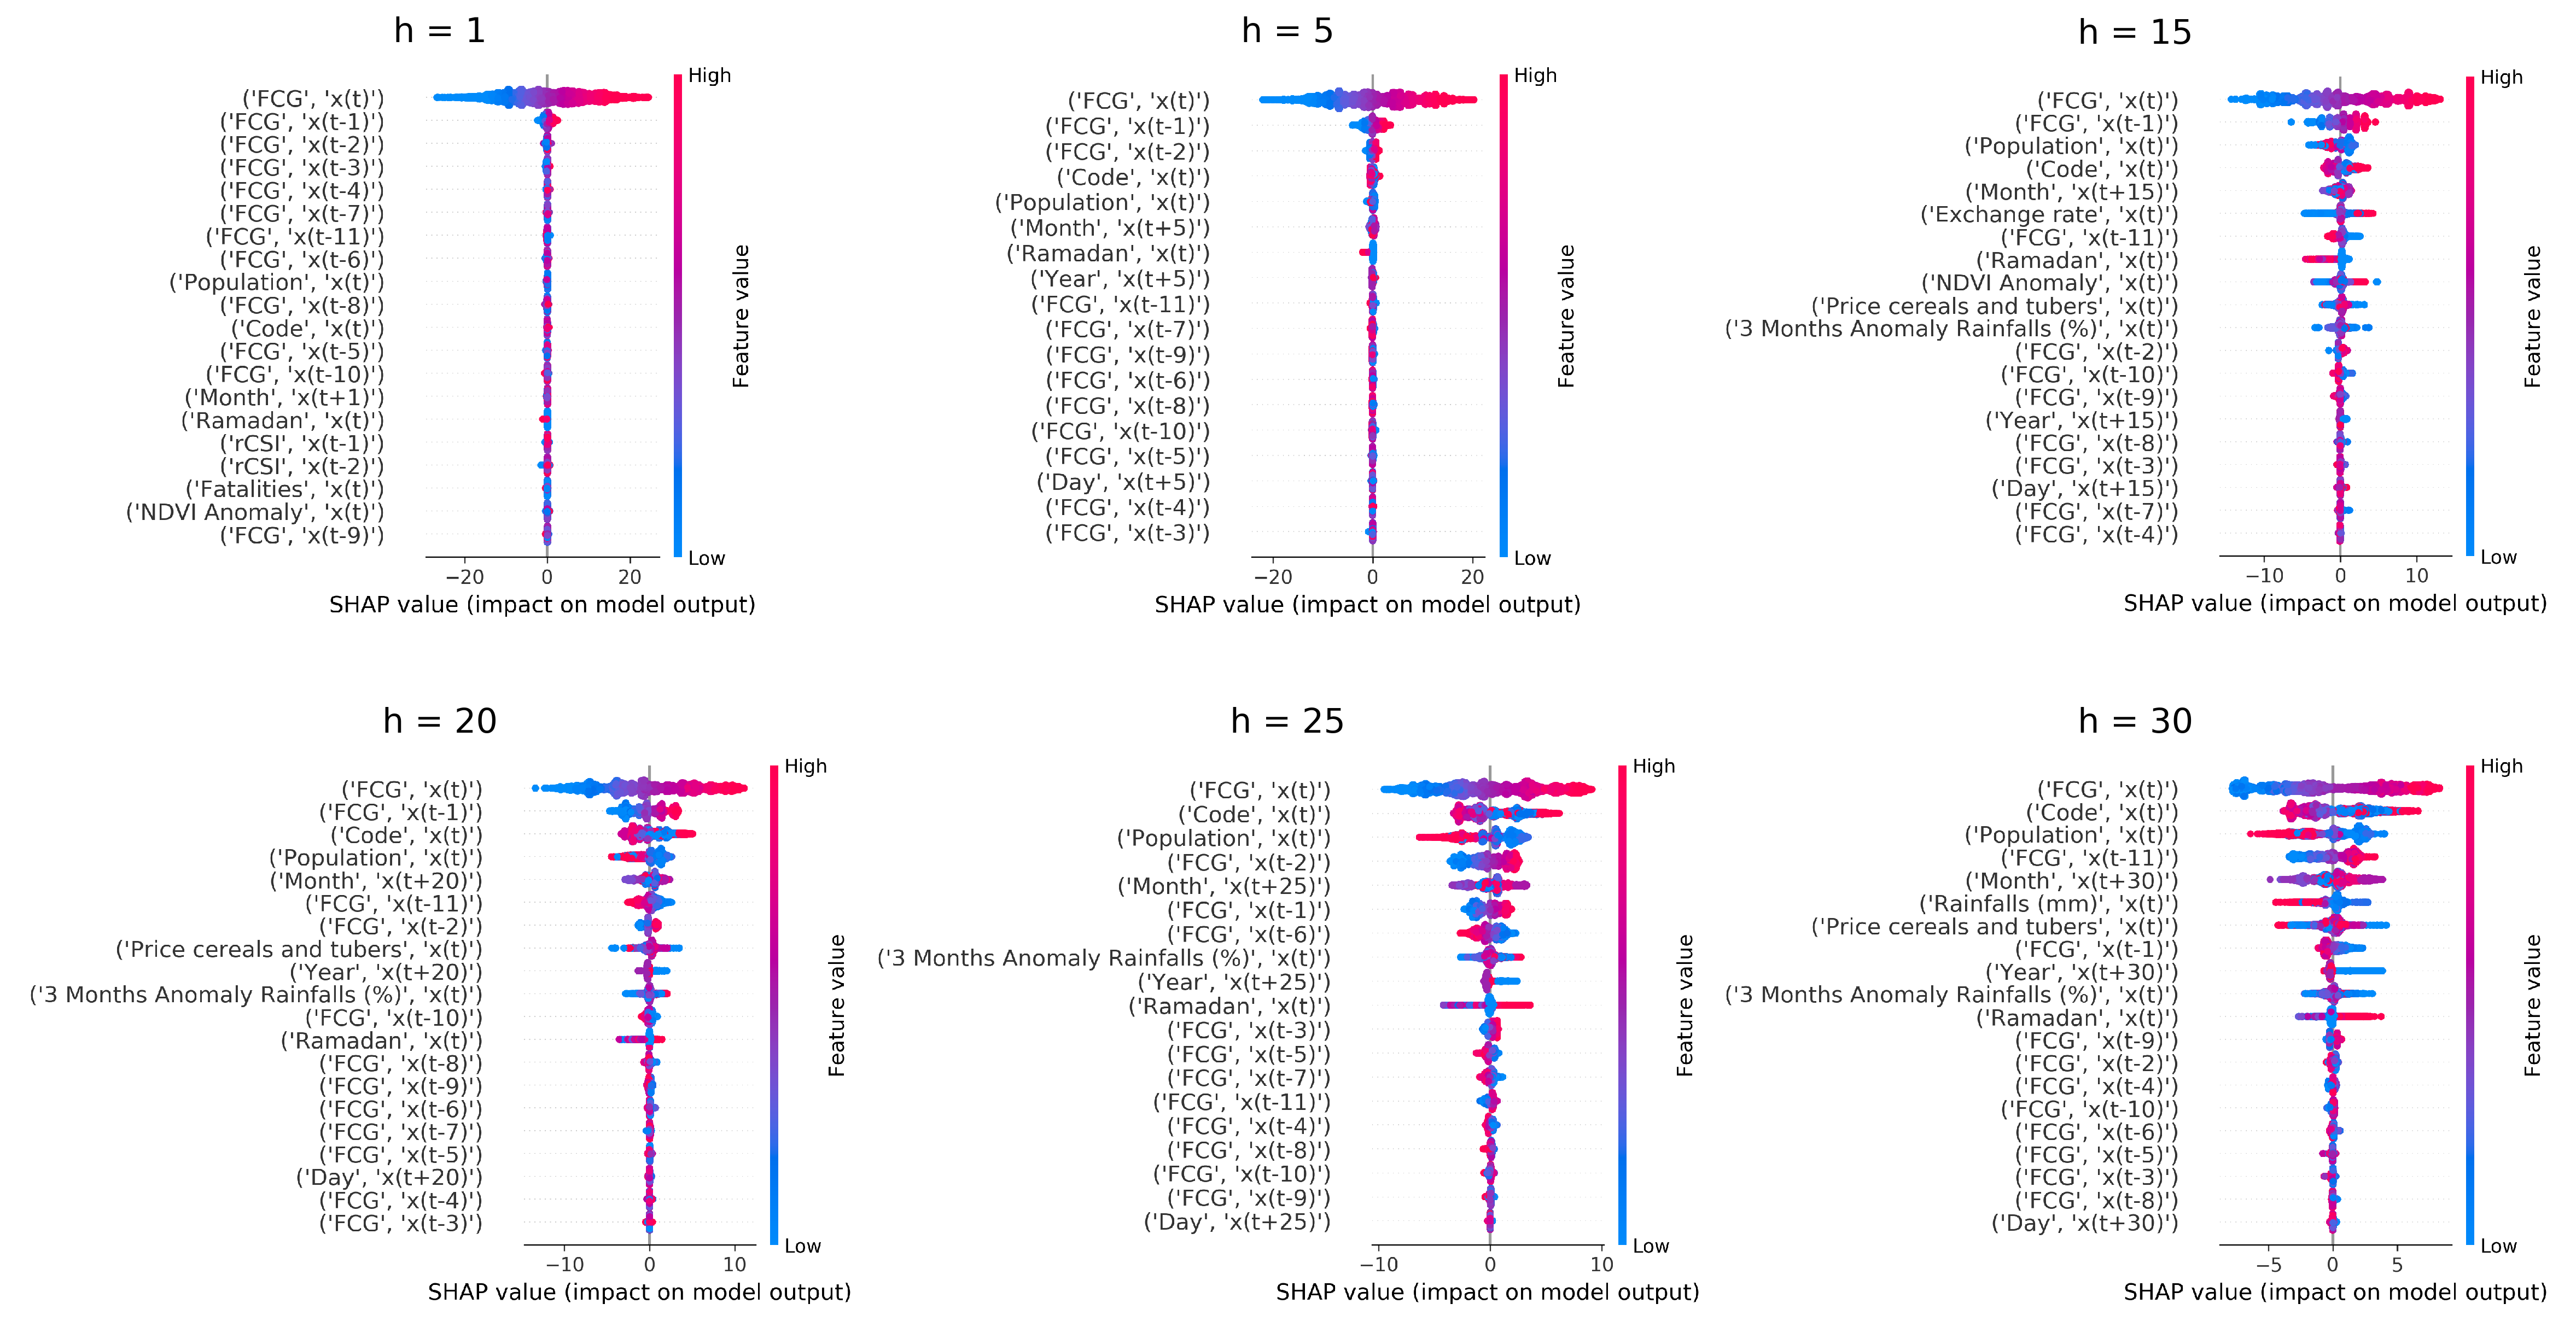 h = 1
High
('FCG', 'x(t)')
('FCG', 'x(t-1)')
('FCG', 'x(t-2)')
('FCG', 'x(t-3)')
('FCG', 'x(t-4)')
('FCG', 'x(t-7)')
('FCG', 'x(t-11)')
('FCG', 'x(t-6)')
('Population', 'x(t)')
('FCG', 'x(t-8)')
('Code', 'x(t)')
('FCG', 'x(t-5)')
('FCG', 'x(t-10)')
('Month', 'x(t+1)')
('Ramadan', 'x(t)')
('rCSI', 'x(t-1)')
('rCSI', 'x(t-2)')
('Fatalities', 'x(t)')
('NDVI Anomaly', 'x(t)')
('FCG', 'x(t-9)')
Feature value
Low
−20 0 20
SHAP value (impact on model output)
h = 5
High
('FCG', 'x(t)')
('FCG', 'x(t-1)')
('FCG', 'x(t-2)')
('Code', 'x(t)')
('Population', 'x(t)')
('Month', 'x(t+5)')
('Ramadan', 'x(t)')
('Year', 'x(t+5)')
('FCG', 'x(t-11)')
('FCG', 'x(t-7)')
('FCG', 'x(t-9)')
('FCG', 'x(t-6)')
('FCG', 'x(t-8)')
('FCG', 'x(t-10)')
('FCG', 'x(t-5)')
('Day', 'x(t+5)')
('FCG', 'x(t-4)')
('FCG', 'x(t-3)')
Feature value
Low
−20 0 20
SHAP value (impact on model output)
h = 15
High
('FCG', 'x(t)')
('FCG', 'x(t-1)')
('Population', 'x(t)')
('Code', 'x(t)')
('Month', 'x(t+15)')
('Exchange rate', 'x(t)')
('FCG', 'x(t-11)')
('Ramadan', 'x(t)')
('NDVI Anomaly', 'x(t)')
('Price cereals and tubers', 'x(t)')
('3 Months Anomaly Rainfalls (%)', 'x(t)')
('FCG', 'x(t-2)')
('FCG', 'x(t-10)')
('FCG', 'x(t-9)')
('Year', 'x(t+15)')
('FCG', 'x(t-8)')
('FCG', 'x(t-3)')
('Day', 'x(t+15)')
('FCG', 'x(t-7)')
('FCG', 'x(t-4)')
Feature value
Low
−10 0 10
SHAP value (impact on model output)
h = 20
High
('FCG', 'x(t)')
('FCG', 'x(t-1)')
('Code', 'x(t)')
('Population', 'x(t)')
('Month', 'x(t+20)')
('FCG', 'x(t-11)')
('FCG', 'x(t-2)')
('Price cereals and tubers', 'x(t)')
('Year', 'x(t+20)')
('3 Months Anomaly Rainfalls (%)', 'x(t)')
('FCG', 'x(t-10)')
('Ramadan', 'x(t)')
('FCG', 'x(t-8)')
('FCG', 'x(t-9)')
('FCG', 'x(t-6)')
('FCG', 'x(t-7)')
('FCG', 'x(t-5)')
('Day', 'x(t+20)')
('FCG', 'x(t-4)')
('FCG', 'x(t-3)')
Feature value
Low
−10 0 10
SHAP value (impact on model output)
h = 25
High
('FCG', 'x(t)')
('Code', 'x(t)')
('Population', 'x(t)')
('FCG', 'x(t-2)')
('Month', 'x(t+25)')
('FCG', 'x(t-1)')
('FCG', 'x(t-6)')
('3 Months Anomaly Rainfalls (%)', 'x(t)')
('Year', 'x(t+25)')
('Ramadan', 'x(t)')
('FCG', 'x(t-3)')
('FCG', 'x(t-5)')
('FCG', 'x(t-7)')
('FCG', 'x(t-11)')
('FCG', 'x(t-4)')
('FCG', 'x(t-8)')
('FCG', 'x(t-10)')
('FCG', 'x(t-9)')
('Day', 'x(t+25)')
Feature value
Low
−10 0 10
SHAP value (impact on model output)
h = 30
High
('FCG', 'x(t)')
('Code', 'x(t)')
('Population', 'x(t)')
('FCG', 'x(t-11)')
('Month', 'x(t+30)')
('Rainfalls (mm)', 'x(t)')
('Price cereals and tubers', 'x(t)')
('FCG', 'x(t-1)')
('Year', 'x(t+30)')
('3 Months Anomaly Rainfalls (%)', 'x(t)')
('Ramadan', 'x(t)')
('FCG', 'x(t-9)')
('FCG', 'x(t-2)')
('FCG', 'x(t-4)')
('FCG', 'x(t-10)')
('FCG', 'x(t-6)')
('FCG', 'x(t-5)')
('FCG', 'x(t-3)')
('FCG', 'x(t-8)')
('Day', 'x(t+30)')
Feature value
Low
−5 0 5
SHAP value (impact on model output)